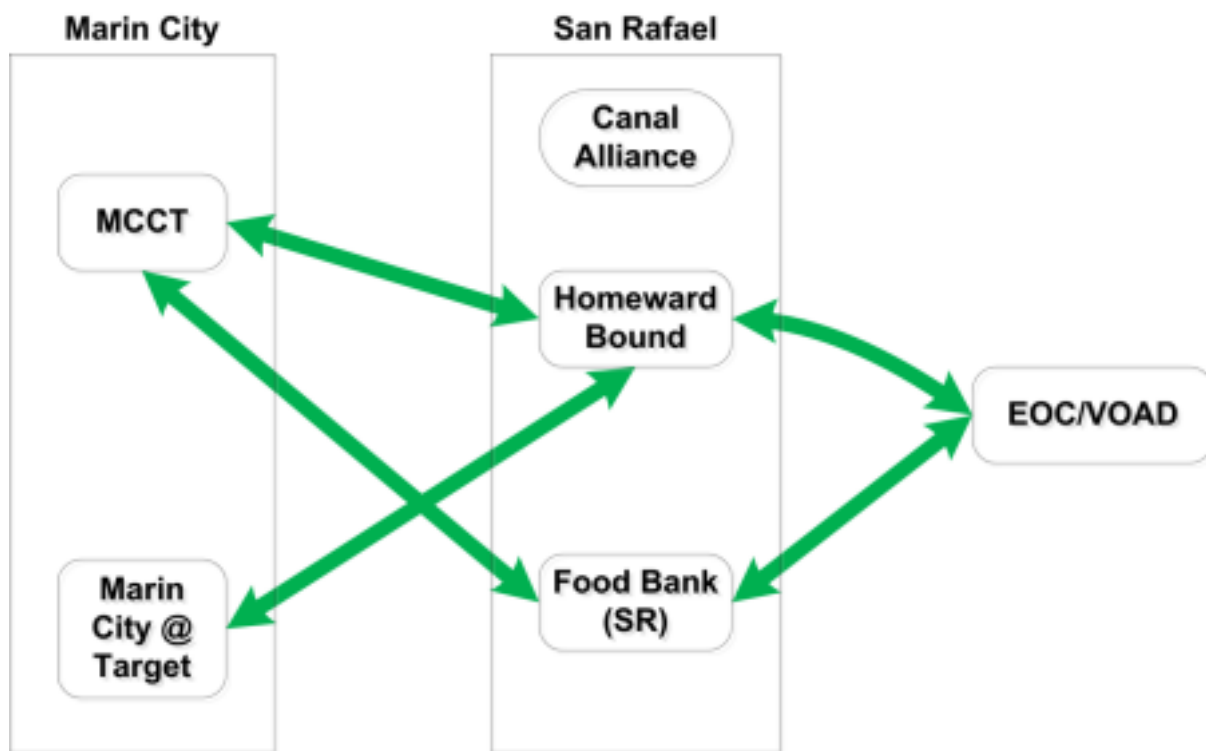 Marin City
San Rafael
Canal
Alliance
MCCT
Homeward
Bound
EOC/VOAD
Marin
City @
Target
Food Bank
(SR)